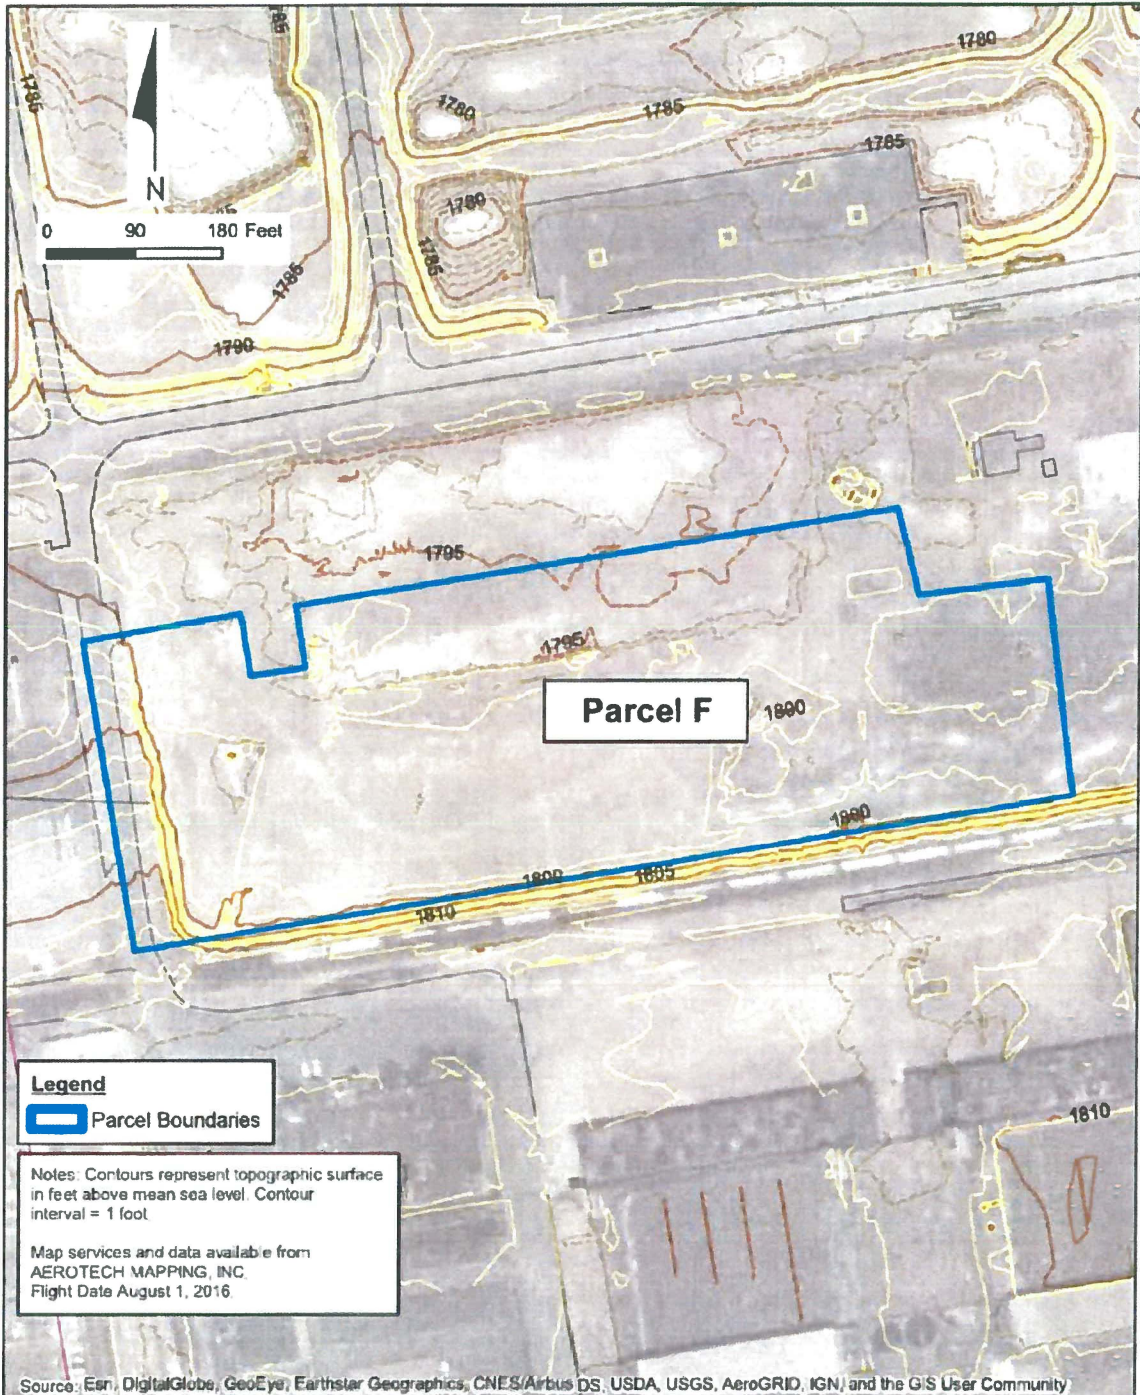 1785
1785
1780
1780
1785
1785
1780
N
0 90 180 Feet
1785
1785
1790
1795
1795
Parcel F
1800
1800
1800
1805
1810
Legend
Parcel Boundaries
Notes: Contours represent topographic surface
in feet above mean sea level. Contour
interval = 1 foot
Map services and data available from
AEROTECH MAPPING, INC.
Flight Date August 1, 2016.
1810
Source: Esri, DigitalGlobe, GeoEye, Earthstar Geographics, CNES/Airbus DS, USDA, USGS, AeroGRID, IGN, and the GIS User Community